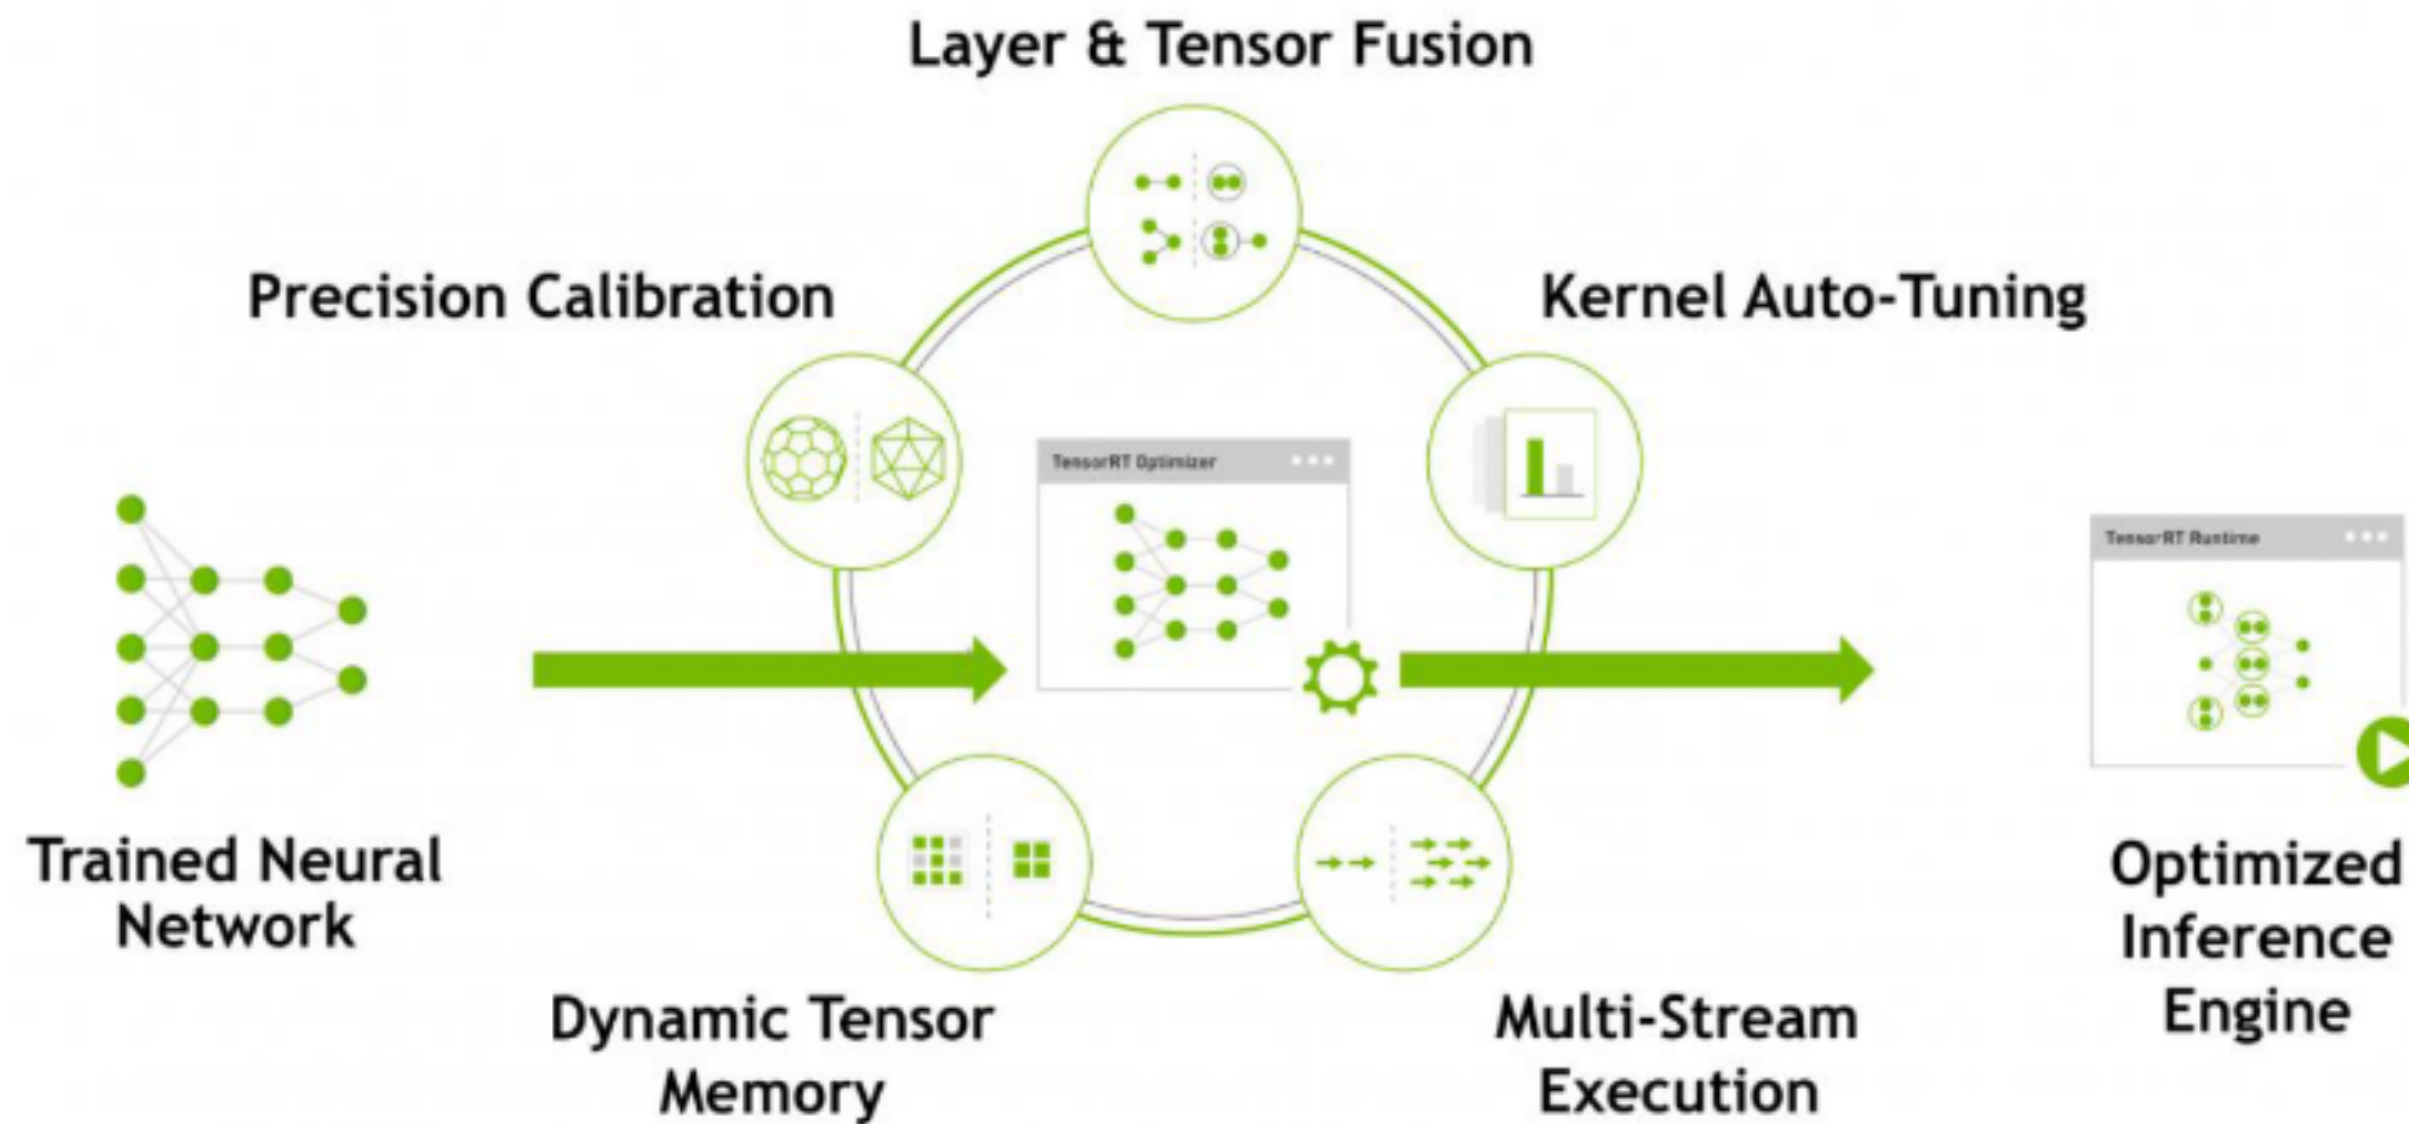 Layer & Tensor Fusion
Precision Calibration
Kernel Auto-Tuning
TensorRT Optimizer
TensorRT Runtime
Trained Neural
Network
Optimized
Inference
Engine
Dynamic Tensor
Memory
Multi-Stream
Execution